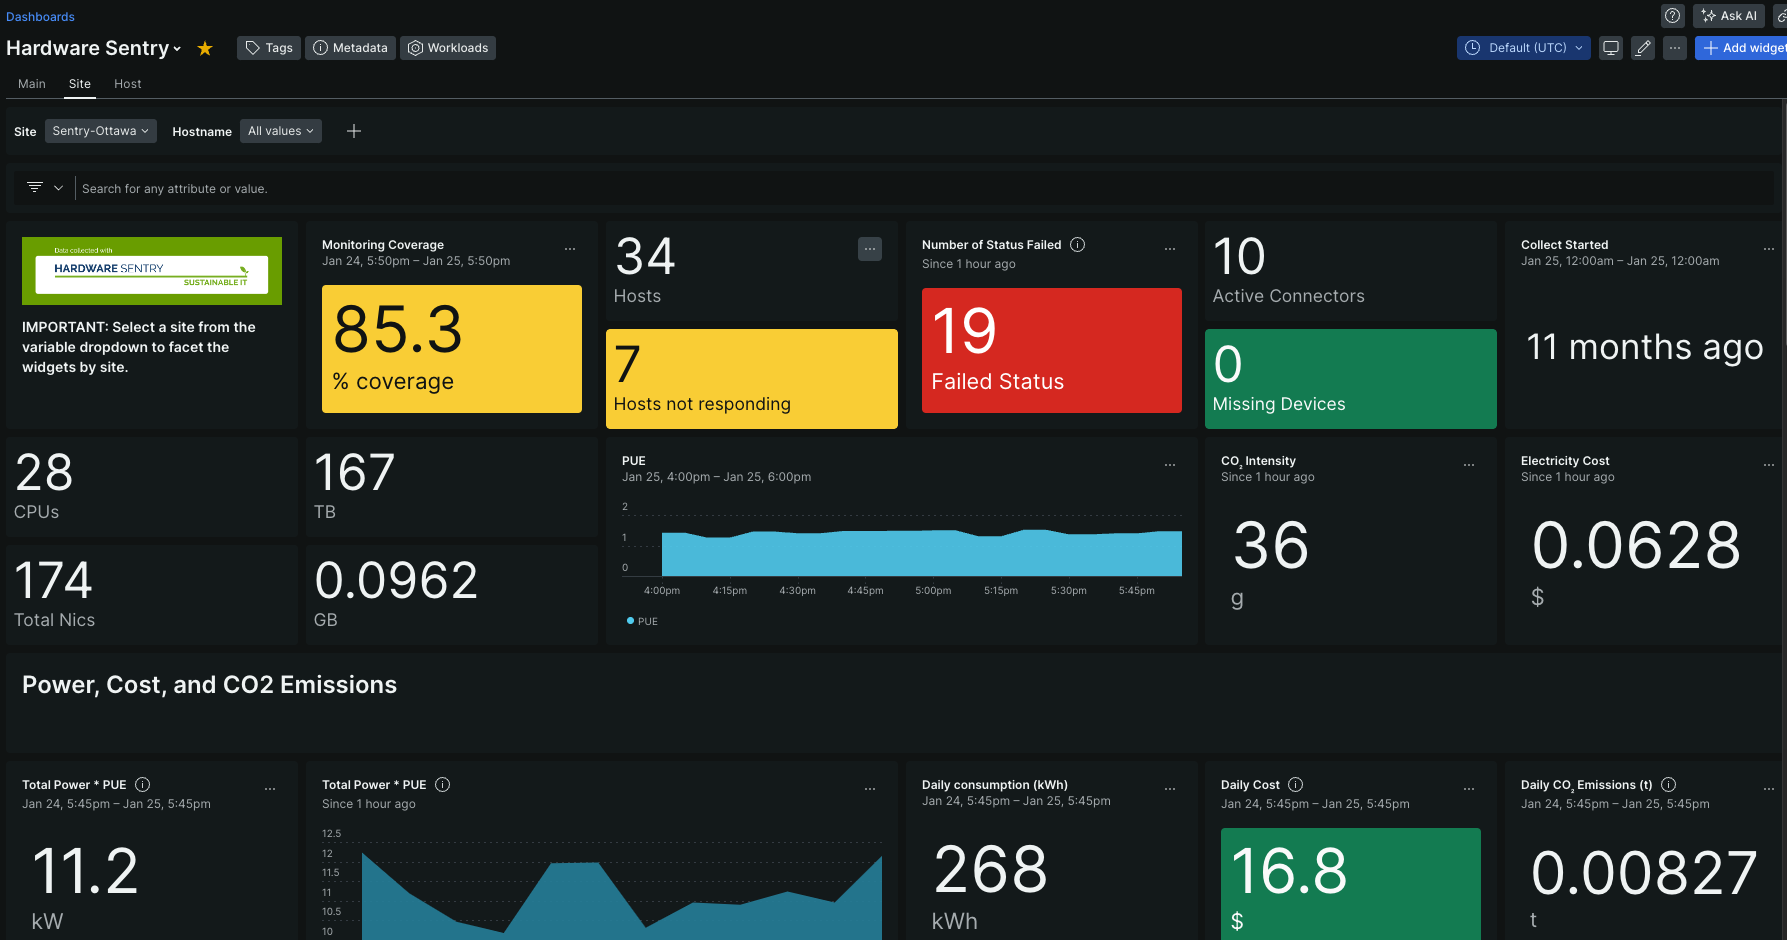 Dashboards
Ask AI
Hardware Sentry
Tags
Metadata
Workloads
Default (UTC)
Add widget
Main
Site
Host
Site
Sentry-Ottawa
Hostname
All values
Search for any attribute or value.
Data collected with
HARDWARE SENTRY
SUSTAINABLE IT
IMPORTANT: Select a site from the
variable dropdown to facet the
widgets by site.
Monitoring Coverage
Jan 24, 5:50pm – Jan 25, 5:50pm
85.3
% coverage
34
Hosts
7
Hosts not responding
Number of Status Failed
Since 1 hour ago
19
Failed Status
10
Active Connectors
0
Missing Devices
Collect Started
Jan 25, 12:00am – Jan 25, 12:00am
11 months ago
28
CPUs
167
TB
174
Total Nics
0.0962
GB
PUE
Jan 25, 4:00pm – Jan 25, 6:00pm
2
1
0
4:00pm
4:15pm
4:30pm
4:45pm
5:00pm
5:15pm
5:30pm
5:45pm
PUE
CO₂ Intensity
Since 1 hour ago
36
g
Electricity Cost
Since 1 hour ago
0.0628
$
Power, Cost, and CO2 Emissions
Total Power * PUE
Jan 24, 5:45pm – Jan 25, 5:45pm
11.2
kW
Total Power * PUE
Since 1 hour ago
12.5
12
11.5
11
10.5
10
Daily consumption (kWh)
Jan 24, 5:45pm – Jan 25, 5:45pm
268
kWh
Daily Cost
Jan 24, 5:45pm – Jan 25, 5:45pm
16.8
$
Daily CO₂ Emissions (t)
Jan 24, 5:45pm – Jan 25, 5:45pm
0.00827
t